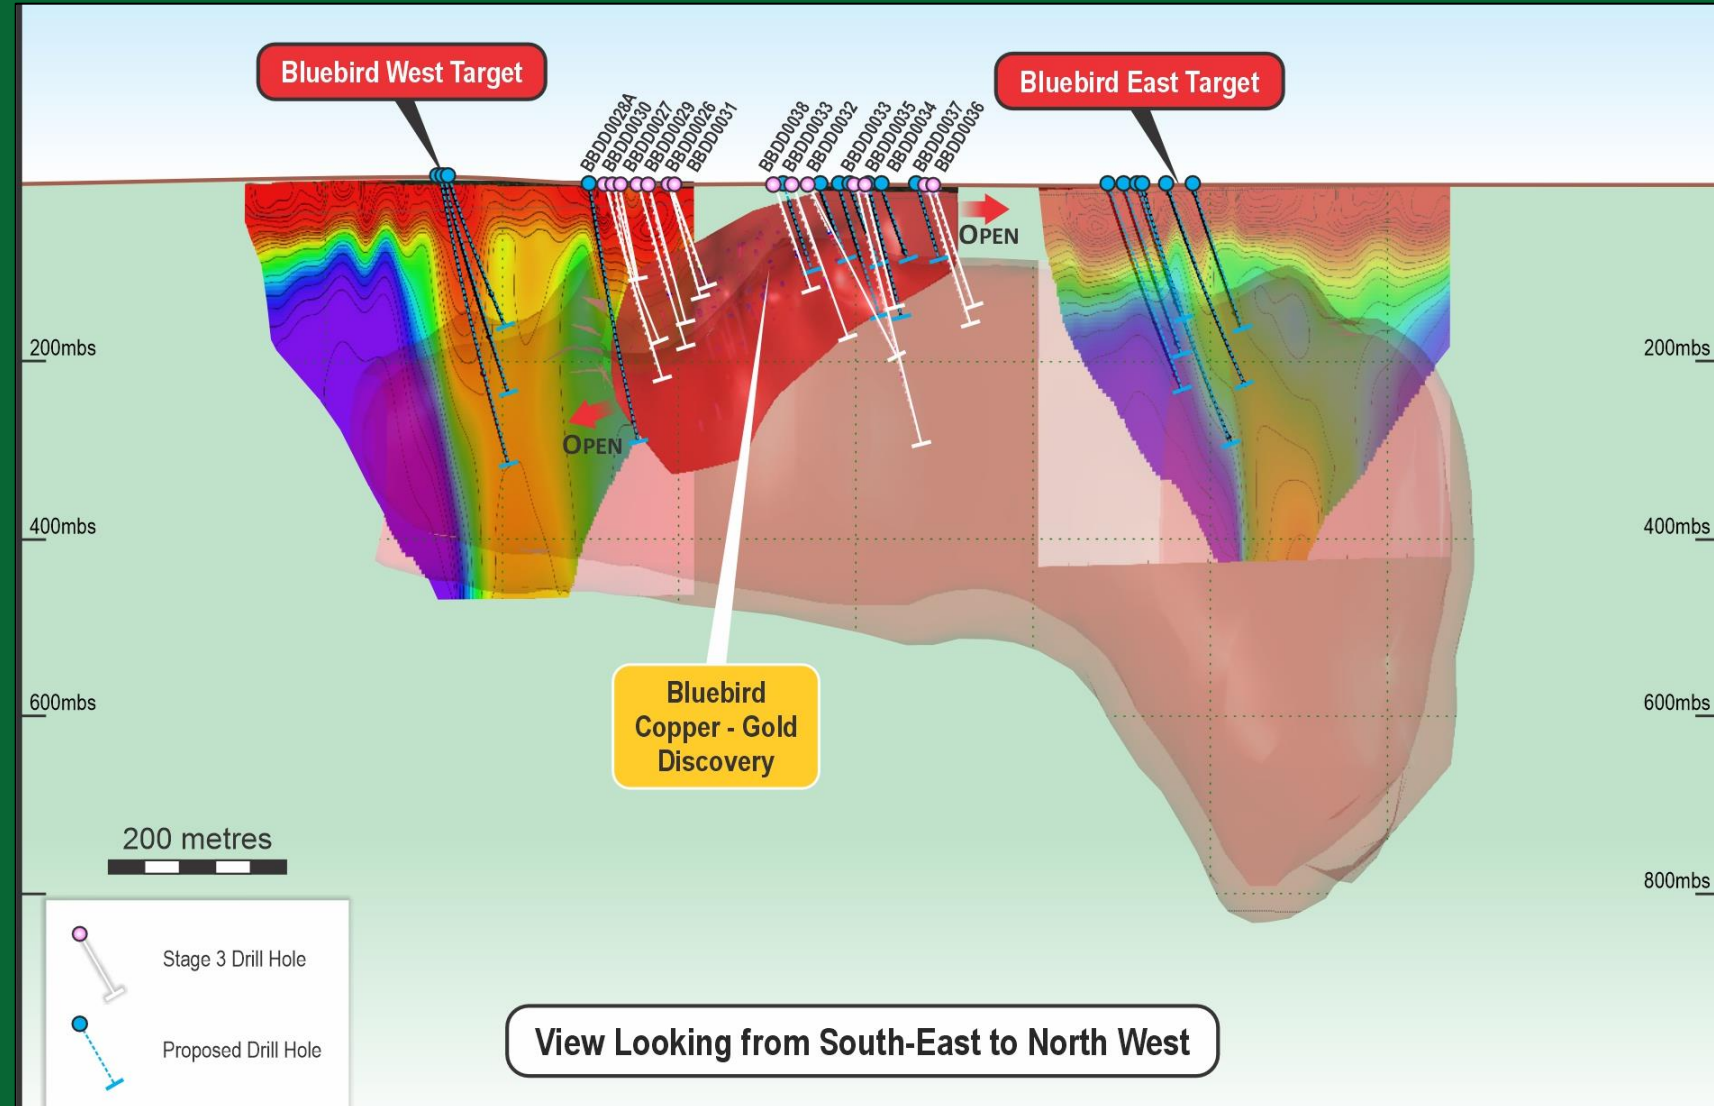 Bluebird West Target
Bluebird East Target
BBDD0028A
BBDD0030
BBDD0027
BBDD0029
BBDD0026
BBDD0031
BBDD0038
BBDD0033
BBDD0032
BBDD0033
BBDD0035
BBDD0034
BBDD0037
BBDD0036
OPEN
200mbs
200mbs
OPEN
400mbs
400mbs
Bluebird
Copper - Gold
Discovery
600mbs
600mbs
200 metres
800mbs
Stage 3 Drill Hole
Proposed Drill Hole
View Looking from South-East to North West